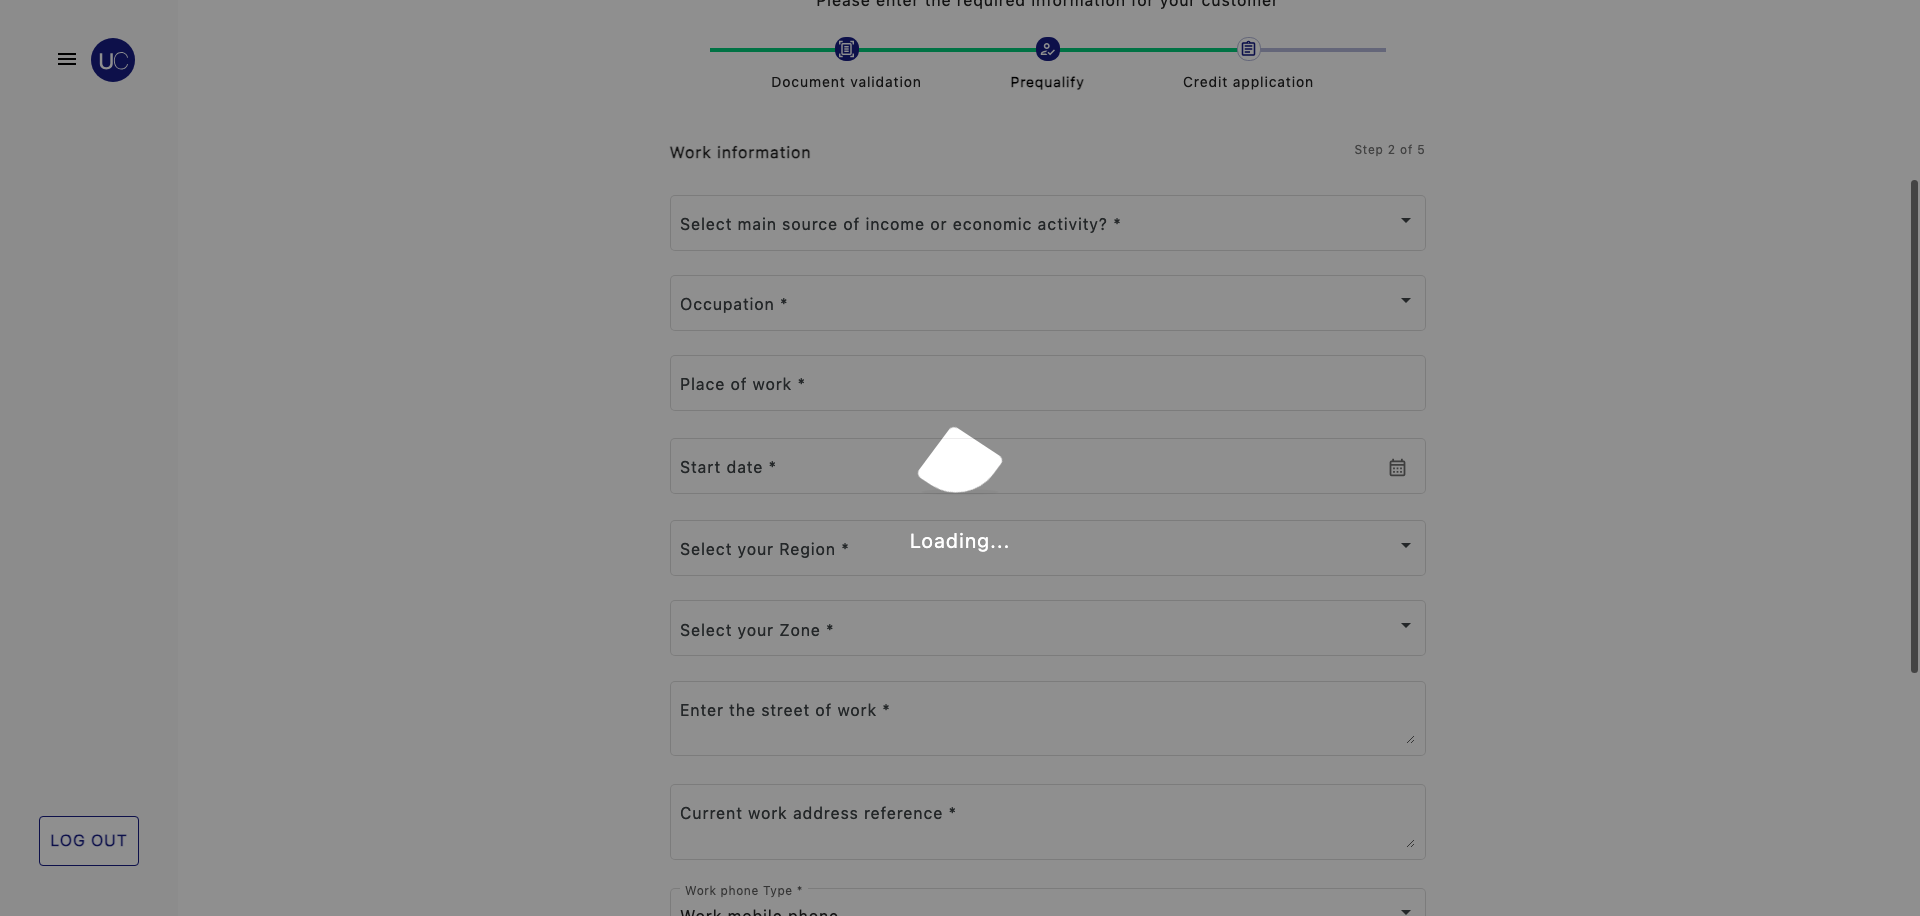 Please enter the required information for your customer
UC
Document validation
Prequalify
Credit application
Work information
Step 2 of 5
Select main source of income or economic activity? *
Occupation *
Place of work *
Start date *
Loading...
Select your Region *
Select your Zone *
Enter the street of work *
Current work address reference *
LOG OUT
Work phone Type *
Work mobile phone